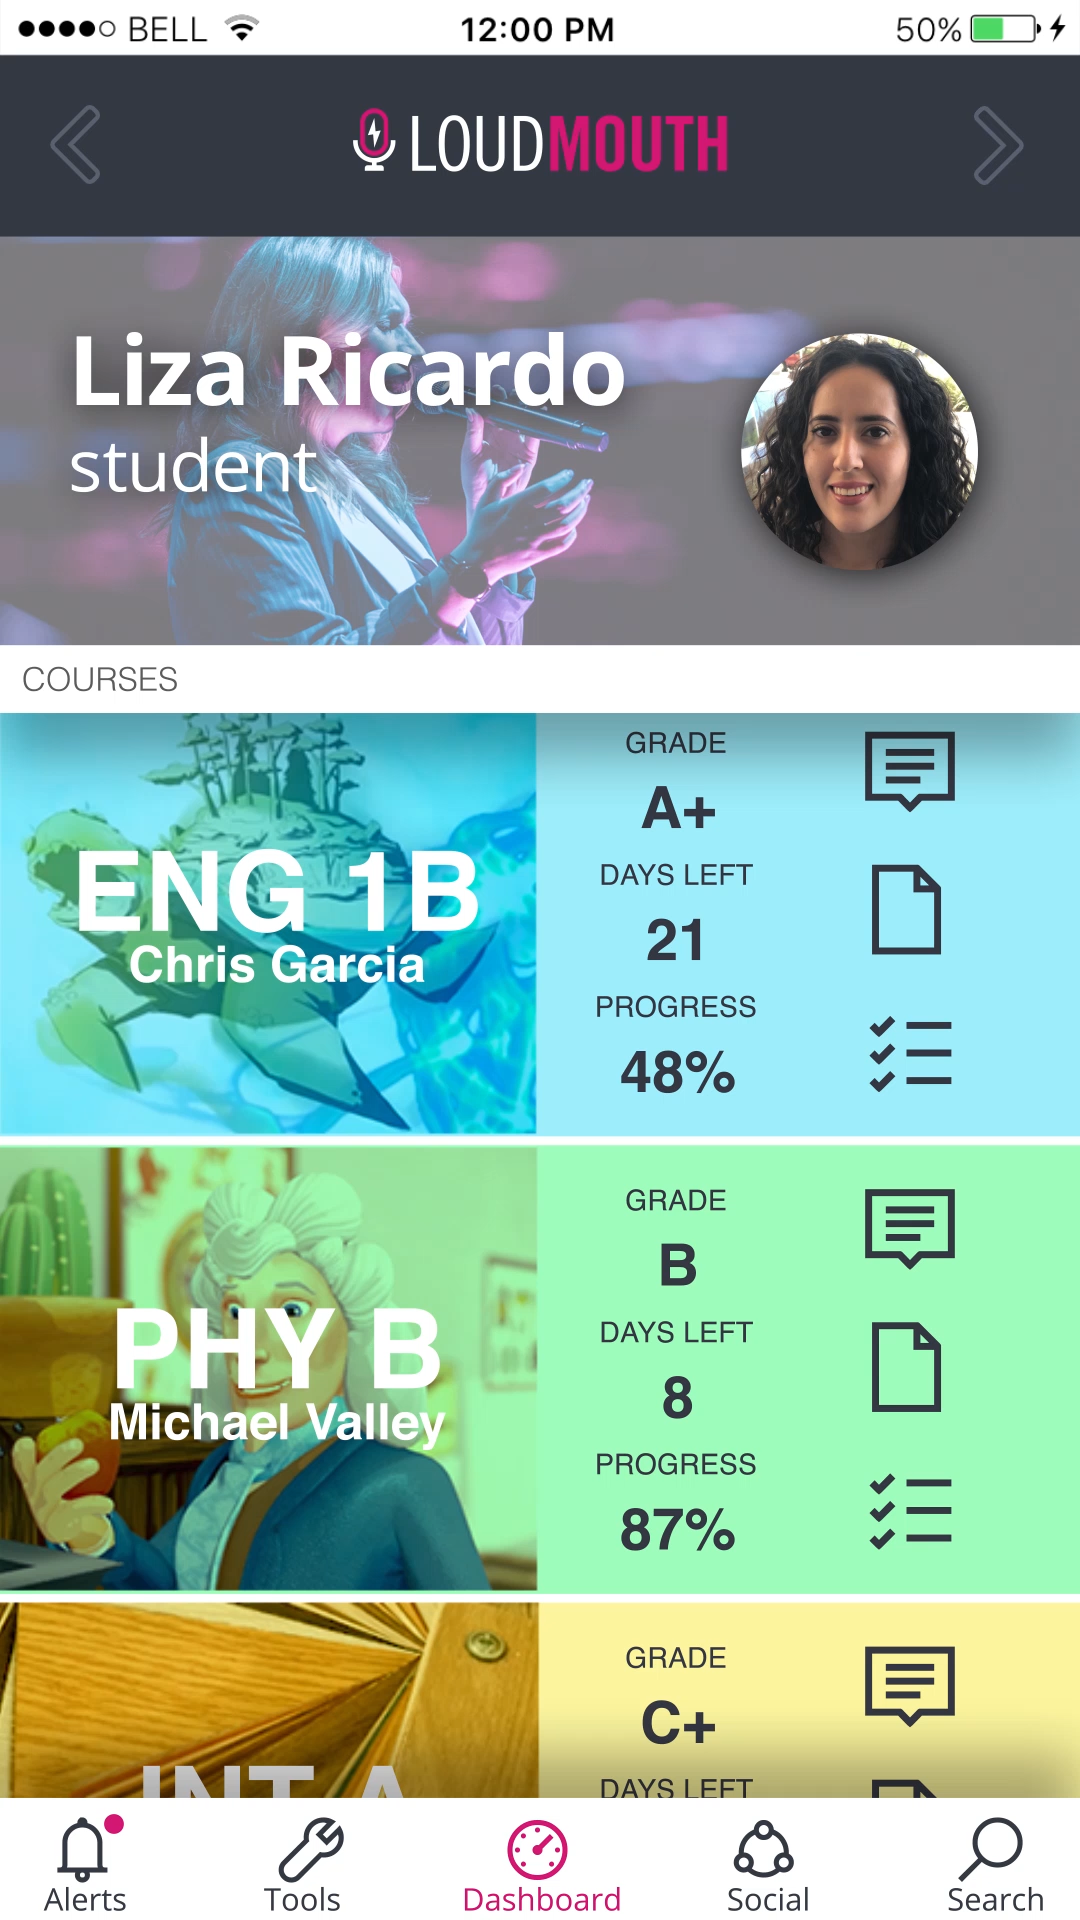 BELL
12:00 PM
50%
LOUDMOUTH
Liza Ricardo
student
COURSES
ENG 1B
Chris Garcia
GRADE
A+
DAYS LEFT
21
PROGRESS
48%
PHY B
Michael Valley
GRADE
B
DAYS LEFT
8
PROGRESS
87%
INT A
GRADE
C+
DAYS LEFT
Alerts
Tools
Dashboard
Social
Search